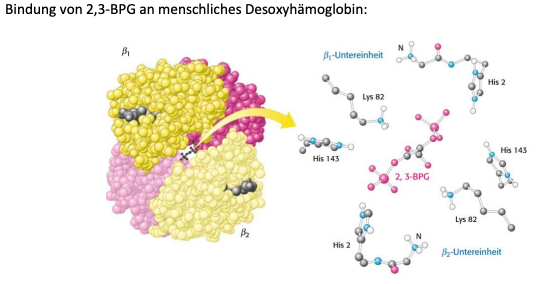 Bindung von 2,3-BPG an menschliches Desoxyhämoglobin:
β1
β2
β1-Untereinheit
N
His 2
Lys 82
His 143
2, 3-BPG
His 143
Lys 82
His 2
N
β2-Untereinheit